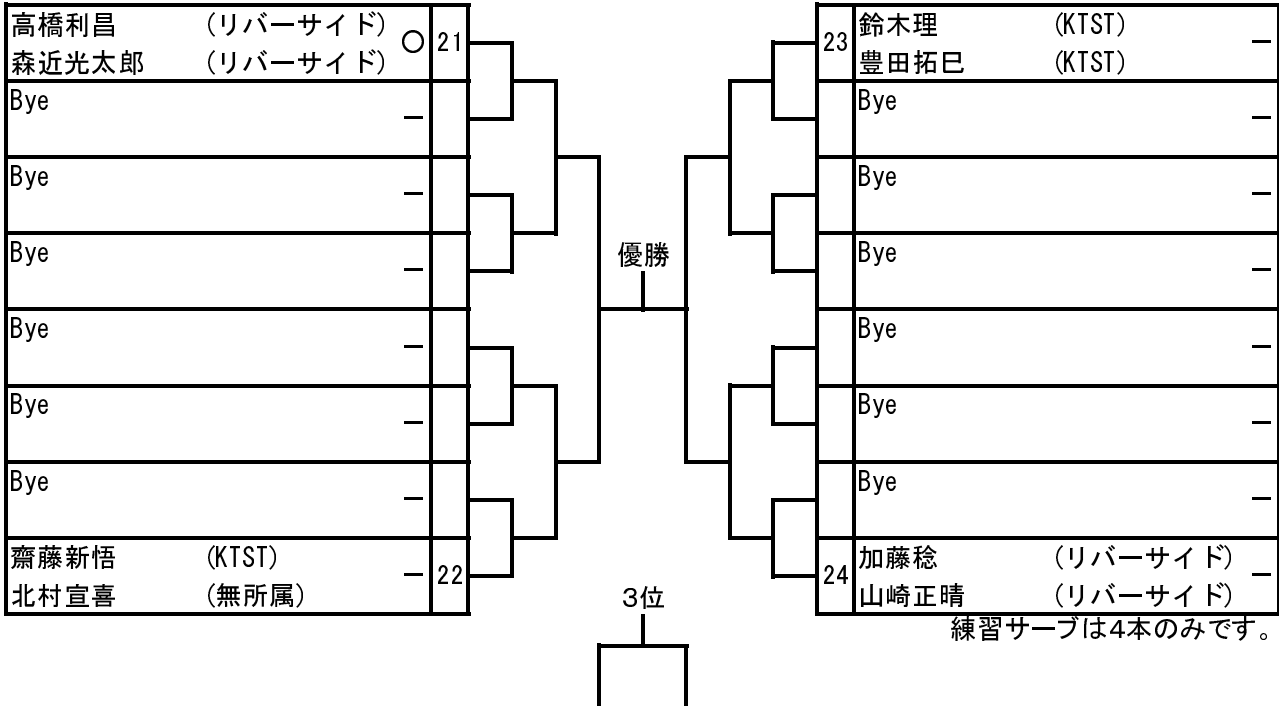 高橋利昌 (リバーサイド) ○ 21
森近光太郎 (リバーサイド)
Bye —
Bye —
Bye —
Bye —
Bye —
Bye —
齋藤新悟 (KTST) — 22
北村宣喜 (無所属)
優勝
3位
23 鈴木理 (KTST) —
豊田拓巳 (KTST)
Bye —
Bye —
Bye —
Bye —
Bye —
Bye —
24 加藤稔 (リバーサイド) —
山崎正晴 (リバーサイド)
練習サーブは4本のみです。